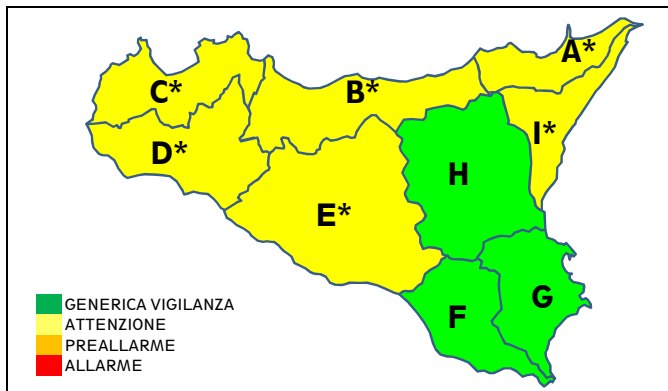 A*
C*
B*
I*
D*
H
E*
G
F
GENERICA VIGILANZA
ATTENZIONE
PREALLARME
ALLARME